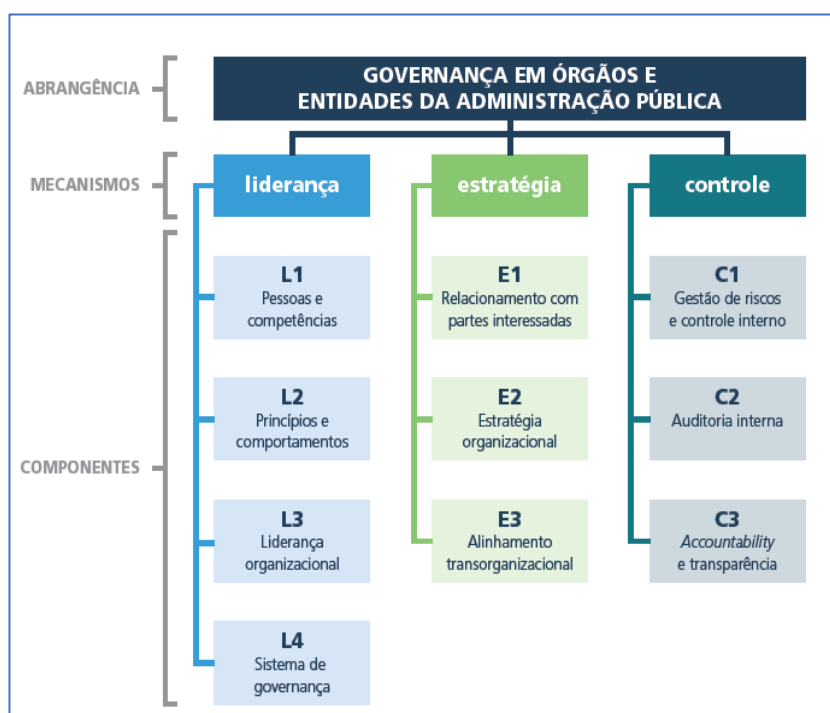 ABRANGÊNCIA
GOVERNANÇA EM ÓRGÃOS E
ENTIDADES DA ADMINISTRAÇÃO PÚBLICA
MECANISMOS
liderança
estratégia
controle
COMPONENTES
L1
Pessoas e
competências
E1
Relacionamento com
partes interessadas
C1
Gestão de riscos
e controle interno
L2
Princípios e
comportamentos
E2
Estratégia
organizacional
C2
Auditoria interna
L3
Liderança
organizacional
E3
Alinhamento
transorganizacional
C3
Accountability
e transparência
L4
Sistema de
governança